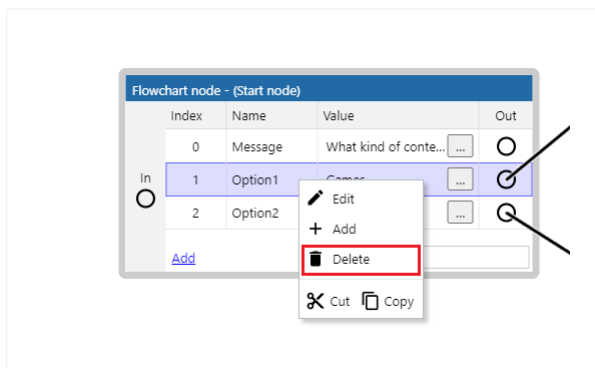 Flowchart node - (Start node)
Index Name Value Out
0 Message What kind of conte... ...
In 1 Option1 Games ...
2 Option2 ...
Edit
Add
Add
Delete
Cut Copy